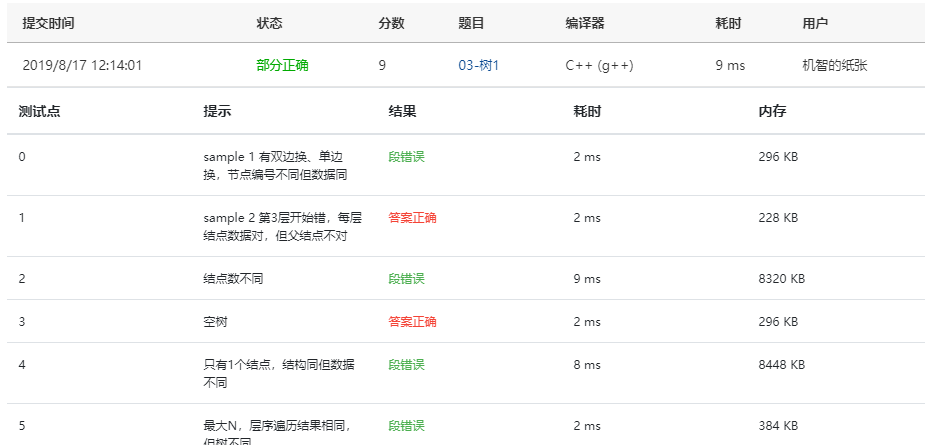 提交时间 状态 分数 题目 编译器 耗时 用户
2019/8/17 12:14:01 部分正确 9 03-树1 C++ (g++) 9 ms 机智的纸张
测试点 提示 结果 耗时 内存
0 sample 1 有双边换、单边 段错误 2 ms 296 KB
换，节点编号不同但数据同
1 sample 2 第3层开始错，每层 答案正确 2 ms 228 KB
结点数据对，但父结点不对
2 结点数不同 段错误 9 ms 8320 KB
3 空树 答案正确 2 ms 296 KB
4 只有1个结点，结构同但数据 段错误 8 ms 8448 KB
不同
5 最大N，层序遍历结果相同， 段错误 2 ms 384 KB
但树不同